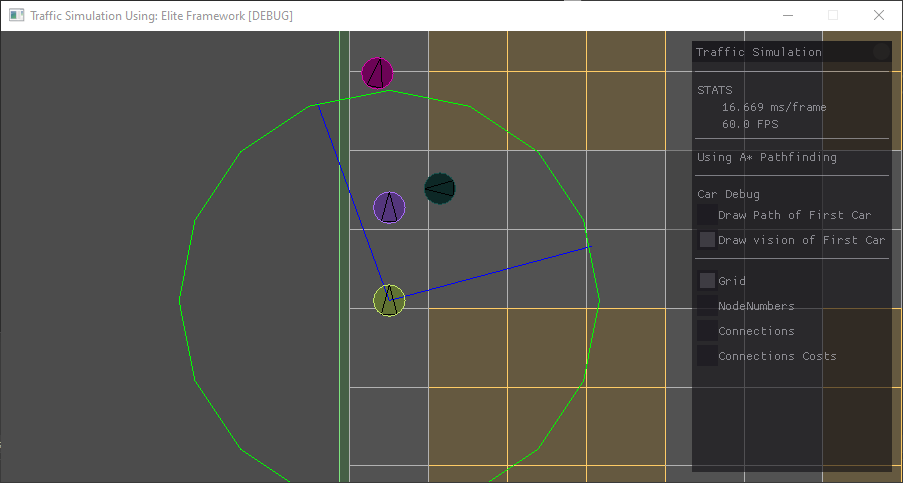 Traffic Simulation Using: Elite Framework [DEBUG]
Traffic Simulation
STATS
16.669 ms/frame
60.0 FPS
Using A* Pathfinding
Car Debug
Draw Path of First Car
Draw vision of First Car
Grid
NodeNumbers
Connections
Connections Costs